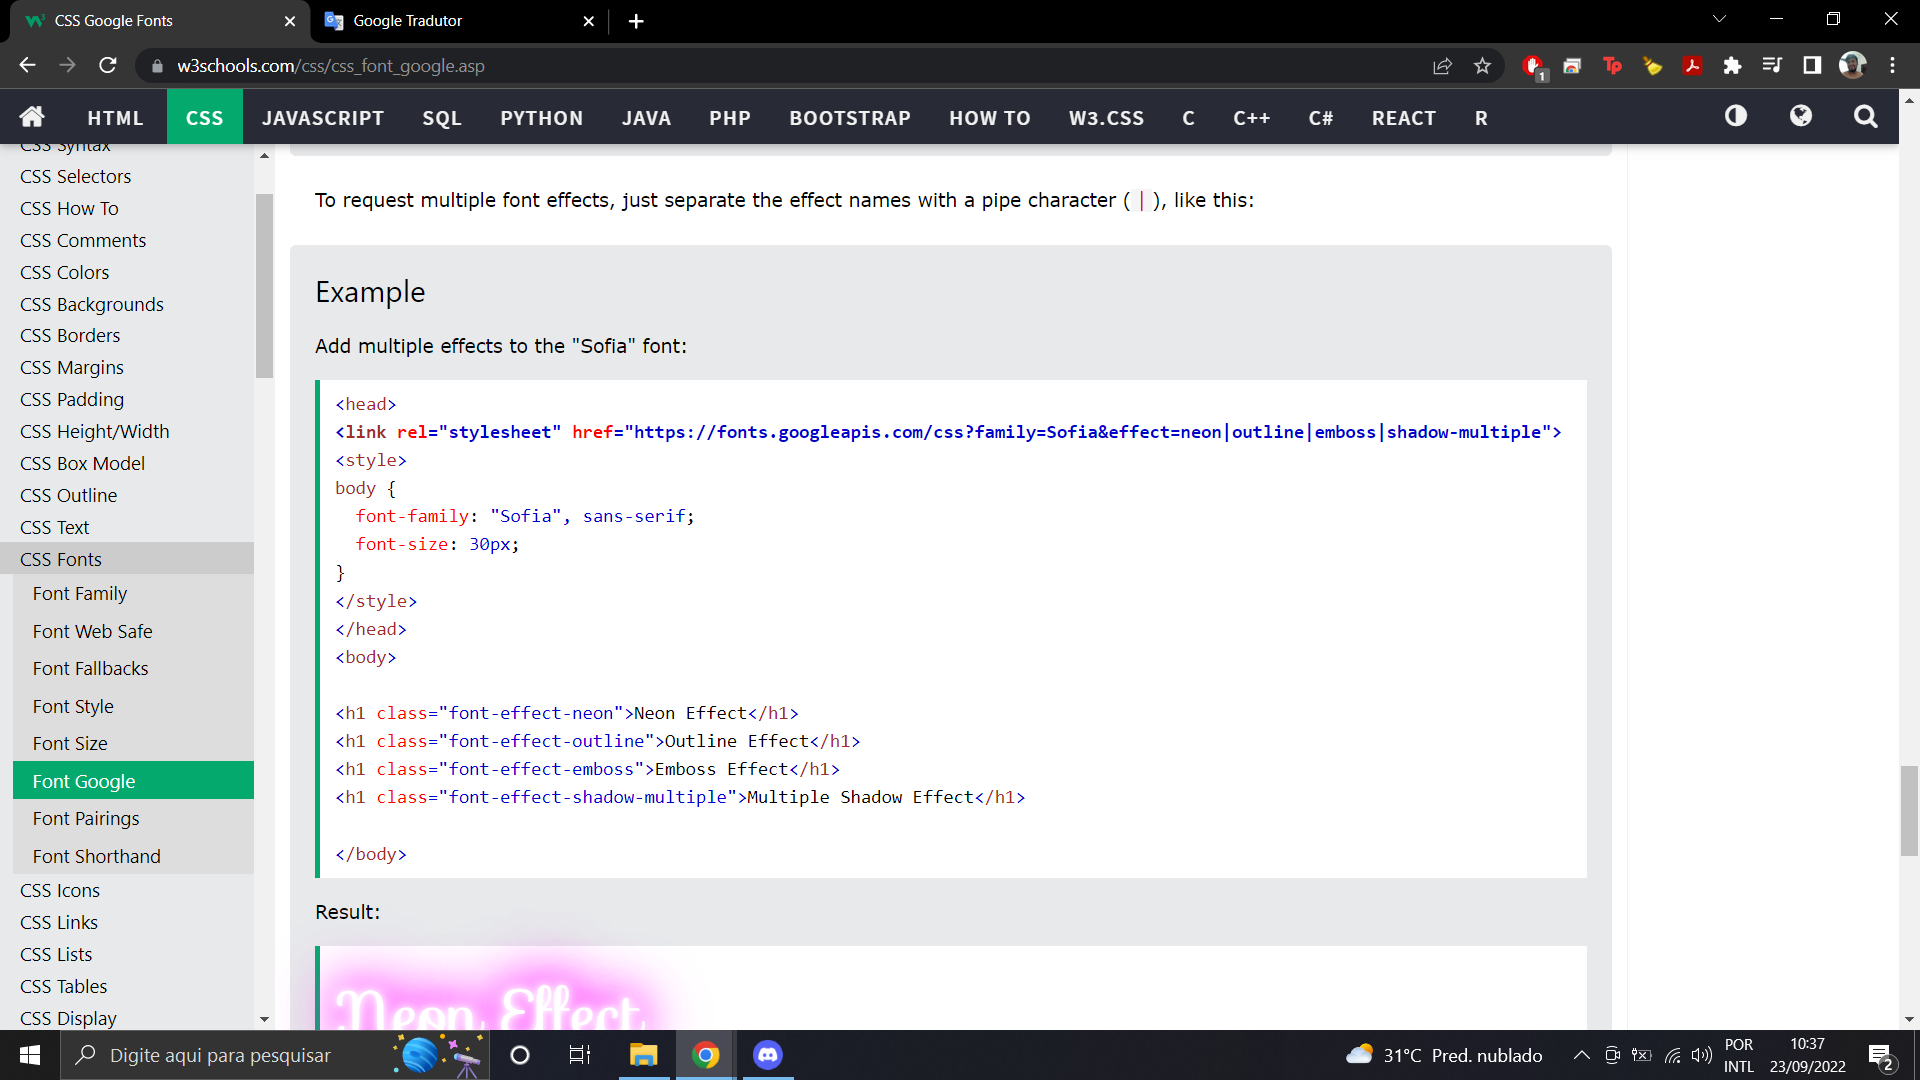 CSS Google Fonts
Google Tradutor
w3schools.com/css/css_font_google.asp
1
HTML CSS JAVASCRIPT SQL PYTHON JAVA PHP BOOTSTRAP HOW TO W3.CSS C C++ C# REACT R
CSS Syntax
CSS Selectors
CSS How To
CSS Comments
CSS Colors
CSS Backgrounds
CSS Borders
CSS Margins
CSS Padding
CSS Height/Width
CSS Box Model
CSS Outline
CSS Text
CSS Fonts
Font Family
Font Web Safe
Font Fallbacks
Font Style
Font Size
Font Google
Font Pairings
Font Shorthand
CSS Icons
CSS Links
CSS Lists
CSS Tables
CSS Display
To request multiple font effects, just separate the effect names with a pipe character ( | ), like this:
Example
Add multiple effects to the "Sofia" font:
<head>
<link rel="stylesheet" href="https://fonts.googleapis.com/css?family=Sofia&effect=neon|outline|emboss|shadow-multiple">
<style>
body {
  font-family: "Sofia", sans-serif;
  font-size: 30px;
}
</style>
</head>
<body>
<h1 class="font-effect-neon">Neon Effect</h1>
<h1 class="font-effect-outline">Outline Effect</h1>
<h1 class="font-effect-emboss">Emboss Effect</h1>
<h1 class="font-effect-shadow-multiple">Multiple Shadow Effect</h1>
</body>
Result:
Neon Effect
Digite aqui para pesquisar
31°C Pred. nublado
POR
INTL
10:37
23/09/2022
2